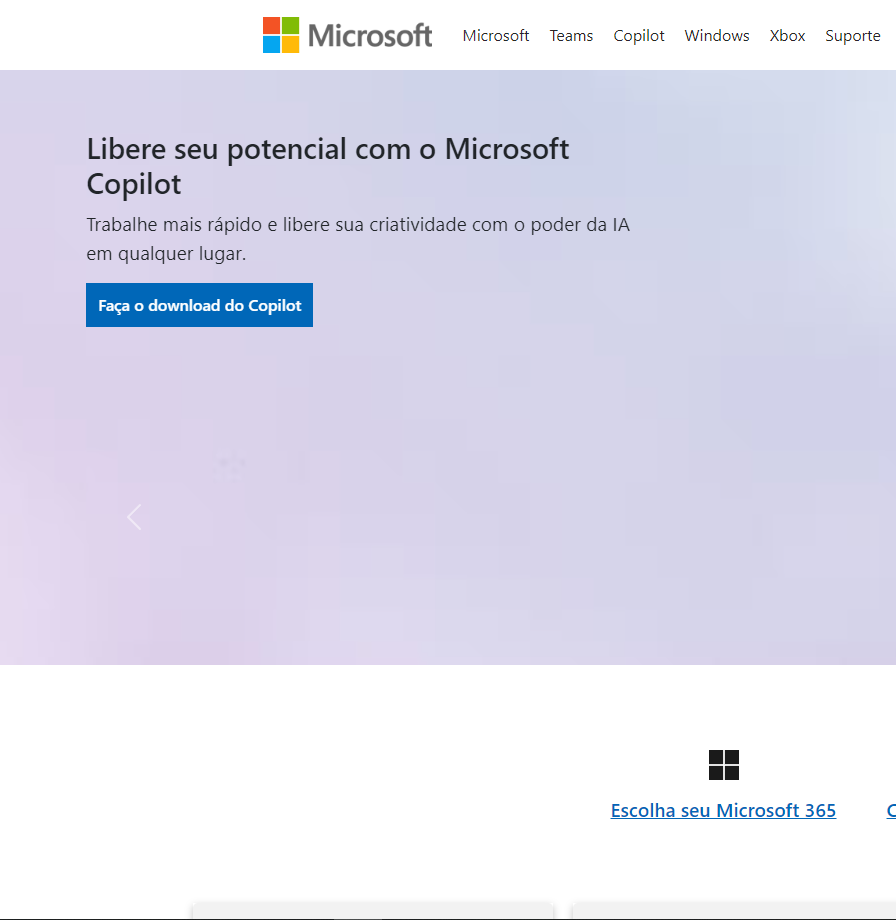 Microsoft Microsoft Teams Copilot Windows Xbox Suporte
Libere seu potencial com o Microsoft
Copilot
Trabalhe mais rápido e libere sua criatividade com o poder da IA
em qualquer lugar.
Faça o download do Copilot
Escolha seu Microsoft 365